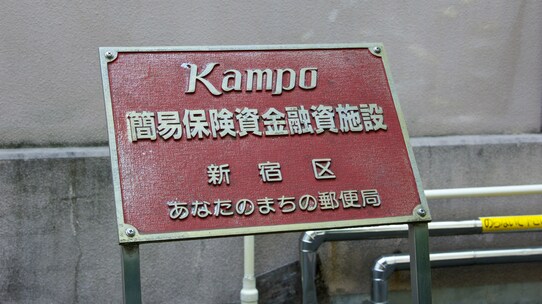 Kampo
簡易保険資金融資施設
新宿区
あなたのまちの郵便局